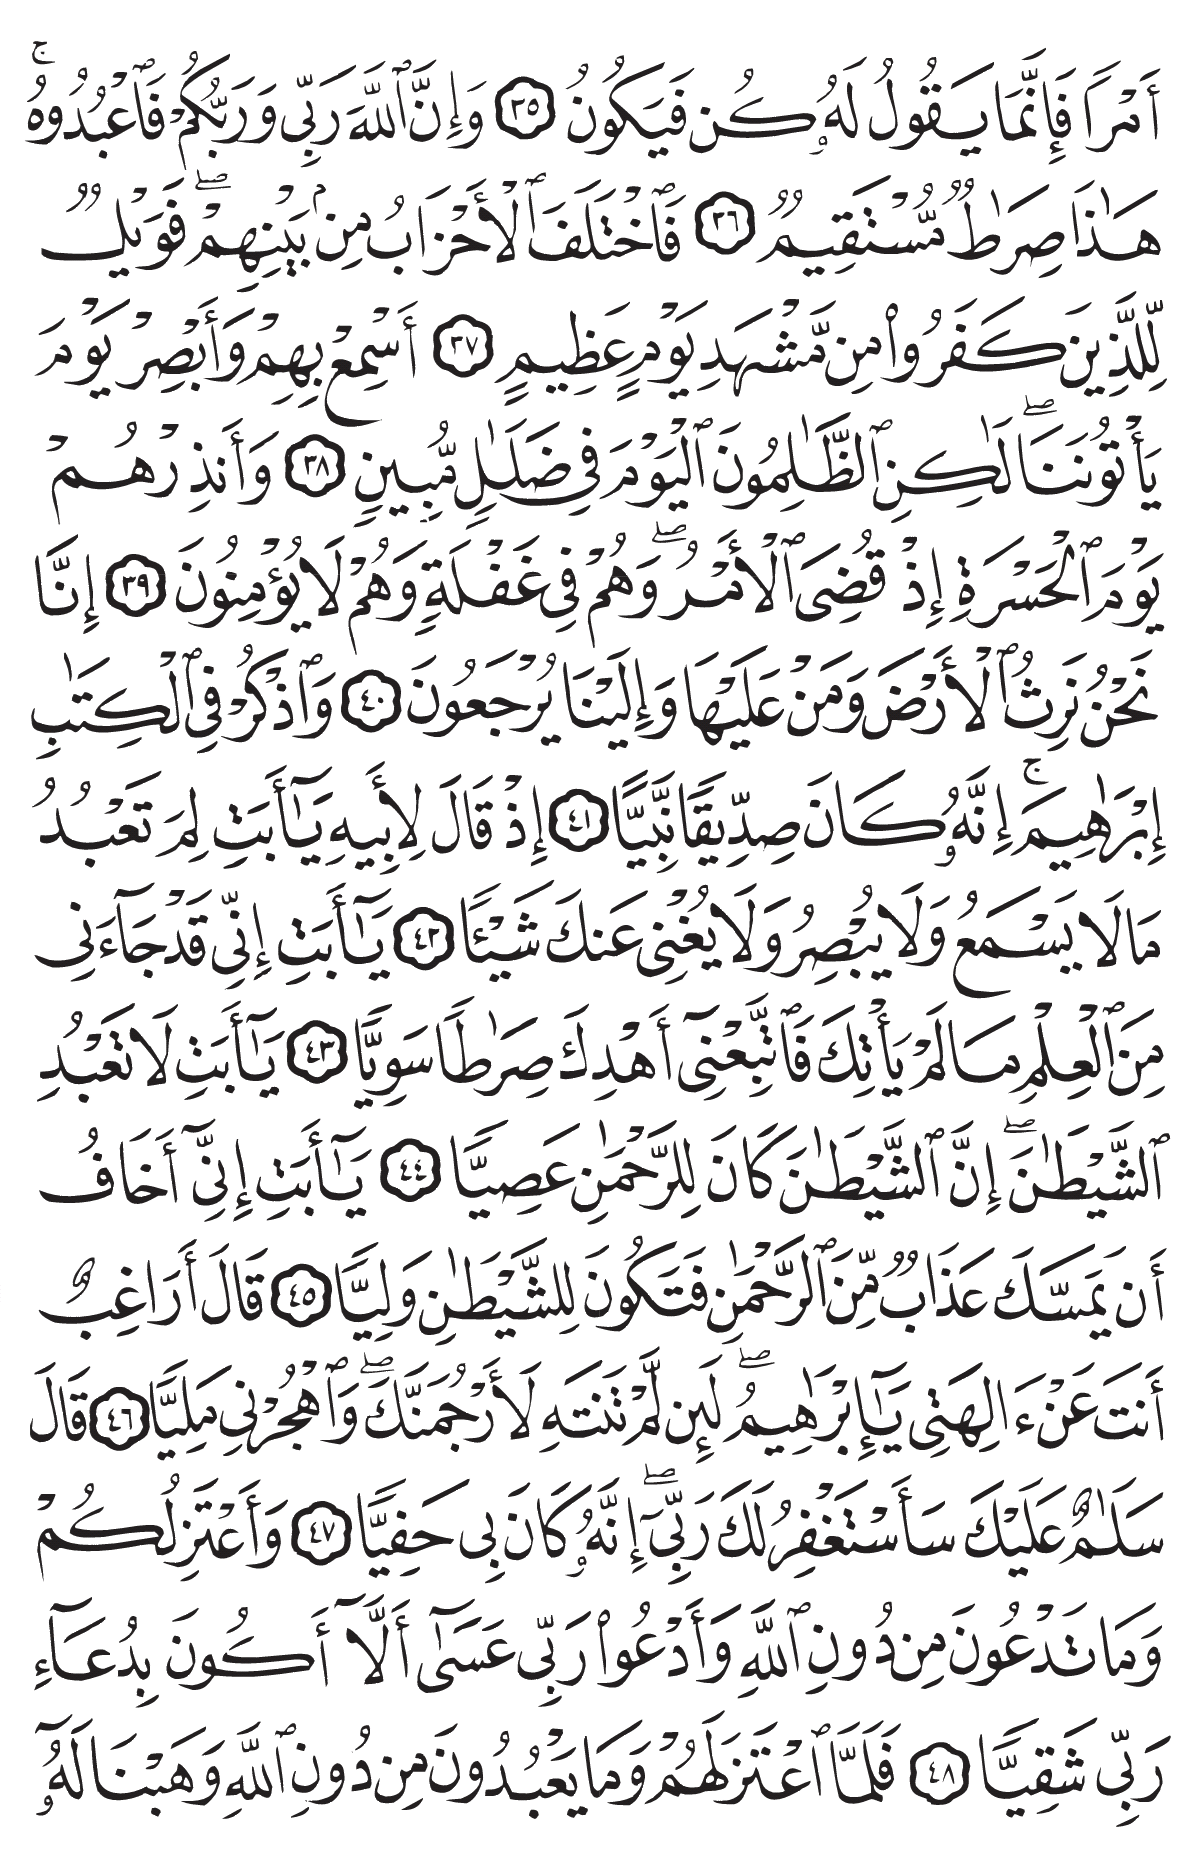 أَمۡرٗا فَإِنَّمَا يَقُولُ لَهُۥ كُن فَيَكُونُ ٣٥ وَإِنَّ ٱللَّهَ رَبِّي وَرَبُّكُمۡ فَٱعۡبُدُوهُۚ
هَٰذَا صِرَٰطٞ مُّسۡتَقِيمٞ ٣٦ فَٱخۡتَلَفَ ٱلۡأَحۡزَابُ مِنۢ بَيۡنِهِمۡۖ فَوَيۡلٞ
لِّلَّذِينَ كَفَرُواْ مِن مَّشۡهَدِ يَوۡمٍ عَظِيمٍ ٣٧ أَسۡمِعۡ بِهِمۡ وَأَبۡصِرۡ يَوۡمَ
يَأۡتُونَنَاۖ لَٰكِنِ ٱلظَّٰلِمُونَ ٱلۡيَوۡمَ فِي ضَلَٰلٖ مُّبِينٖ ٣٨ وَأَنذِرۡهُمۡ
يَوۡمَ ٱلۡحَسۡرَةِ إِذۡ قُضِيَ ٱلۡأَمۡرُۖ وَهُمۡ فِي غَفۡلَةٖ وَهُمۡ لَا يُؤۡمِنُونَ ٣٩ إِنَّا
نَحۡنُ نَرِثُ ٱلۡأَرۡضَ وَمَنۡ عَلَيۡهَا وَإِلَيۡنَا يُرۡجَعُونَ ٤٠ وَٱذۡكُرۡ فِي ٱلۡكِتَٰبِ
إِبۡرَٰهِيمَۚ إِنَّهُۥ كَانَ صِدِّيقٗا نَّبِيًّا ٤١ إِذۡ قَالَ لِأَبِيهِ يَٰٓأَبَتِ لِمَ تَعۡبُدُ
مَا لَا يَسۡمَعُ وَلَا يُبۡصِرُ وَلَا يُغۡنِي عَنكَ شَيۡـٔٗا ٤٢ يَٰٓأَبَتِ إِنِّي قَدۡ جَآءَنِي
مِنَ ٱلۡعِلۡمِ مَا لَمۡ يَأۡتِكَ فَٱتَّبِعۡنِيٓ أَهۡدِكَ صِرَٰطٗا سَوِيّٗا ٤٣ يَٰٓأَبَتِ لَا تَعۡبُدِ
ٱلشَّيۡطَٰنَۖ إِنَّ ٱلشَّيۡطَٰنَ كَانَ لِلرَّحۡمَٰنِ عَصِيّٗا ٤٤ يَٰٓأَبَتِ إِنِّيٓ أَخَافُ
أَن يَمَسَّكَ عَذَابٞ مِّنَ ٱلرَّحۡمَٰنِ فَتَكُونَ لِلشَّيۡطَٰنِ وَلِيّٗا ٤٥ قَالَ أَرَاغِبٌ
أَنتَ عَنۡ ءَالِهَتِي يَٰٓإِبۡرَٰهِيمُۖ لَئِن لَّمۡ تَنتَهِ لَأَرۡجُمَنَّكَۖ وَٱهۡجُرۡنِي مَلِيّٗا ٤٦ قَالَ
سَلَٰمٌ عَلَيۡكَۖ سَأَسۡتَغۡفِرُ لَكَ رَبِّيٓۖ إِنَّهُۥ كَانَ بِي حَفِيّٗا ٤٧ وَأَعۡتَزِلُكُمۡ
وَمَا تَدۡعُونَ مِن دُونِ ٱللَّهِ وَأَدۡعُواْ رَبِّي عَسَىٰٓ أَلَّآ أَكُونَ بِدُعَآءِ
رَبِّي شَقِيّٗا ٤٨ فَلَمَّا ٱعۡتَزَلَهُمۡ وَمَا يَعۡبُدُونَ مِن دُونِ ٱللَّهِ وَهَبۡنَا لَهُۥٓ